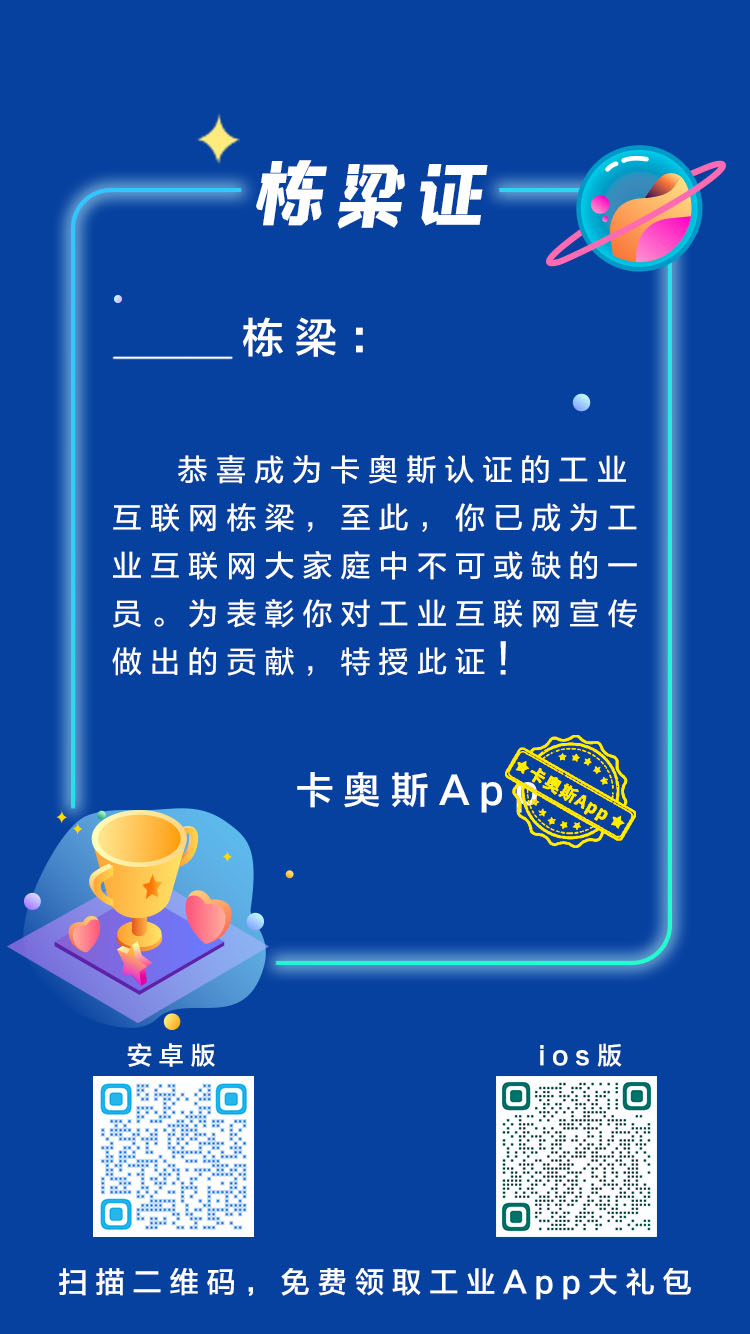 栋梁证
______栋梁：
恭喜成为卡奥斯认证的工业
互联网栋梁，至此，你已成为工
业互联网大家庭中不可或缺的一
员。为表彰你对工业互联网宣传
做出的贡献，特授此证！
卡奥斯App
卡奥斯App
安卓版
ios版
扫描二维码，免费领取工业App大礼包